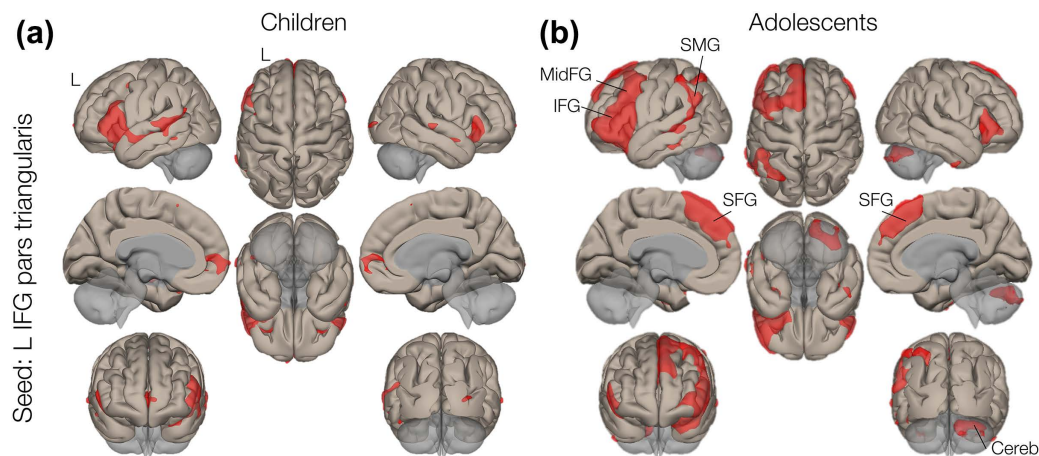 (a)
Children
(b)
Adolescents
L
L
SMG
MidFG
IFG
SFG
SFG
Cereb
Seed: L IFG pars triangularis